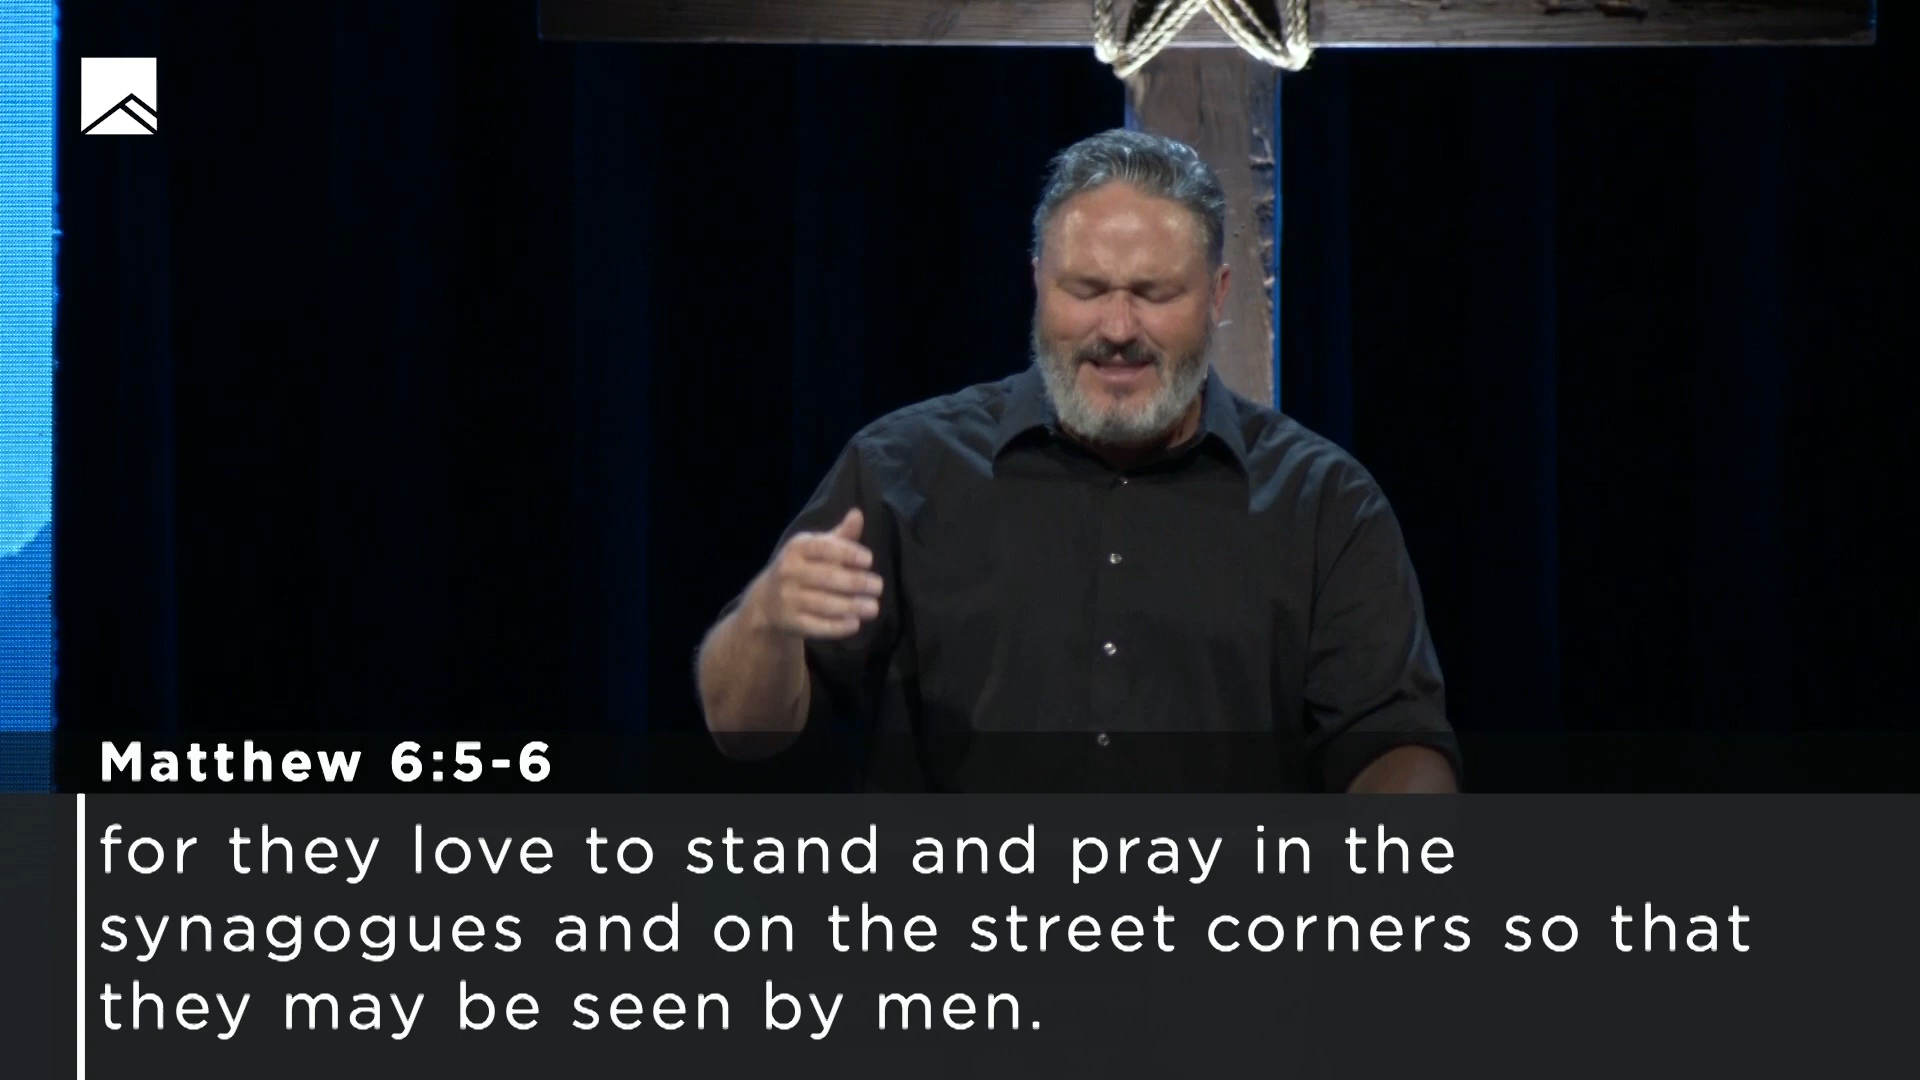 Matthew 6:5-6
for they love to stand and pray in the
synagogues and on the street corners so that
they may be seen by men.